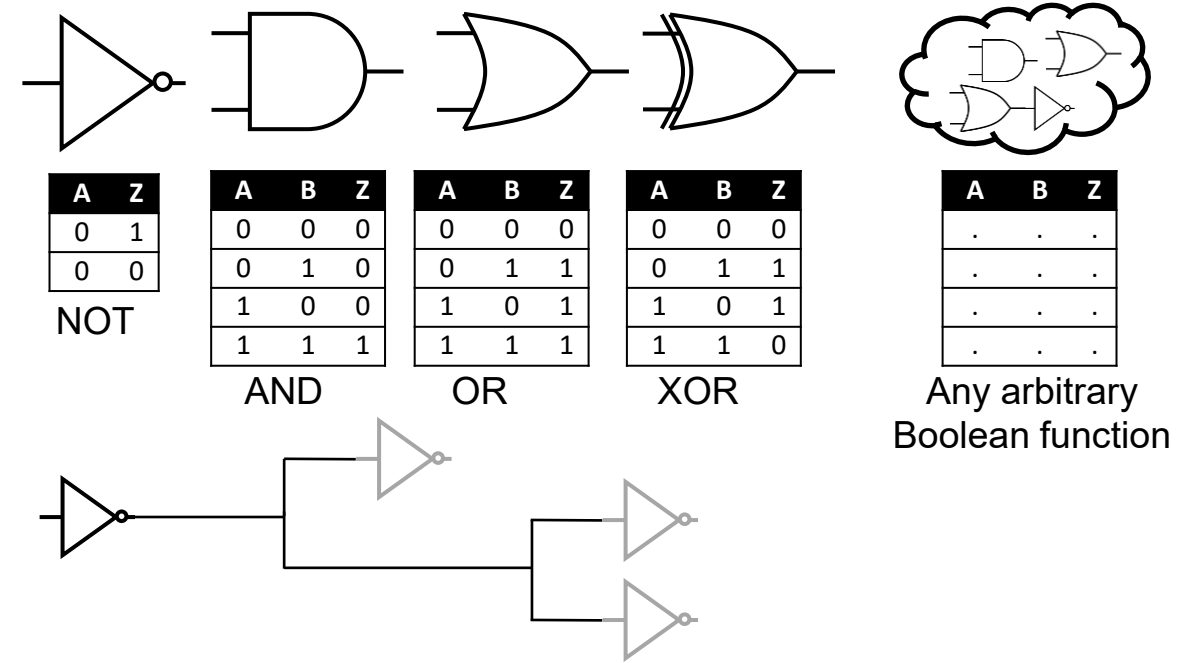 A Z
0 1
0 0
NOT
A B Z
0 0 0
0 1 0
1 0 0
1 1 1
AND
A B Z
0 0 0
0 1 1
1 0 1
1 1 1
OR
A B Z
0 0 0
0 1 1
1 0 1
1 1 0
XOR
A B Z
. . .
. . .
. . .
. . .
Any arbitrary
Boolean function